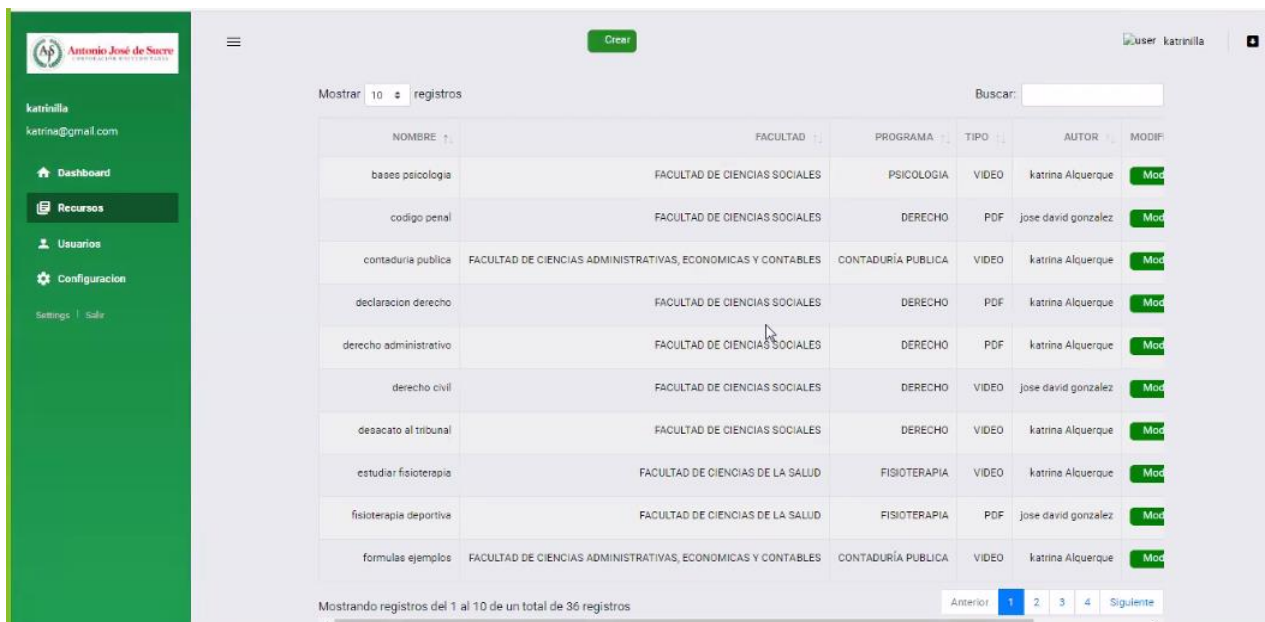 Antonio José de Sucre
katrinilla
katrina@gmail.com
Dashboard
Recursos
Usuarios
Configuracion
Settings | Salir
Crear
user katrinilla
Mostrar 10 registros
Buscar:
NOMBRE FACULTAD PROGRAMA TIPO AUTOR MODIF
bases psicologia FACULTAD DE CIENCIAS SOCIALES PSICOLOGIA VIDEO katrina Alquerque Mod
codigo penal FACULTAD DE CIENCIAS SOCIALES DERECHO PDF jose david gonzalez Mod
contaduria publica FACULTAD DE CIENCIAS ADMINISTRATIVAS, ECONOMICAS Y CONTABLES CONTADURÍA PUBLICA VIDEO katrina Alquerque Mod
declaracion derecho FACULTAD DE CIENCIAS SOCIALES DERECHO PDF katrina Alquerque Mod
derecho administrativo FACULTAD DE CIENCIAS SOCIALES DERECHO PDF katrina Alquerque Mod
derecho civil FACULTAD DE CIENCIAS SOCIALES DERECHO VIDEO jose david gonzalez Mod
desacato al tribunal FACULTAD DE CIENCIAS SOCIALES DERECHO VIDEO katrina Alquerque Mod
estudiar fisioterapia FACULTAD DE CIENCIAS DE LA SALUD FISIOTERAPIA VIDEO katrina Alquerque Mod
fisioterapia deportiva FACULTAD DE CIENCIAS DE LA SALUD FISIOTERAPIA PDF jose david gonzalez Mod
formulas ejemplos FACULTAD DE CIENCIAS ADMINISTRATIVAS, ECONOMICAS Y CONTABLES CONTADURÍA PUBLICA VIDEO katrina Alquerque Mod
Mostrando registros del 1 al 10 de un total de 36 registros
Anterior 1 2 3 4 Siguiente